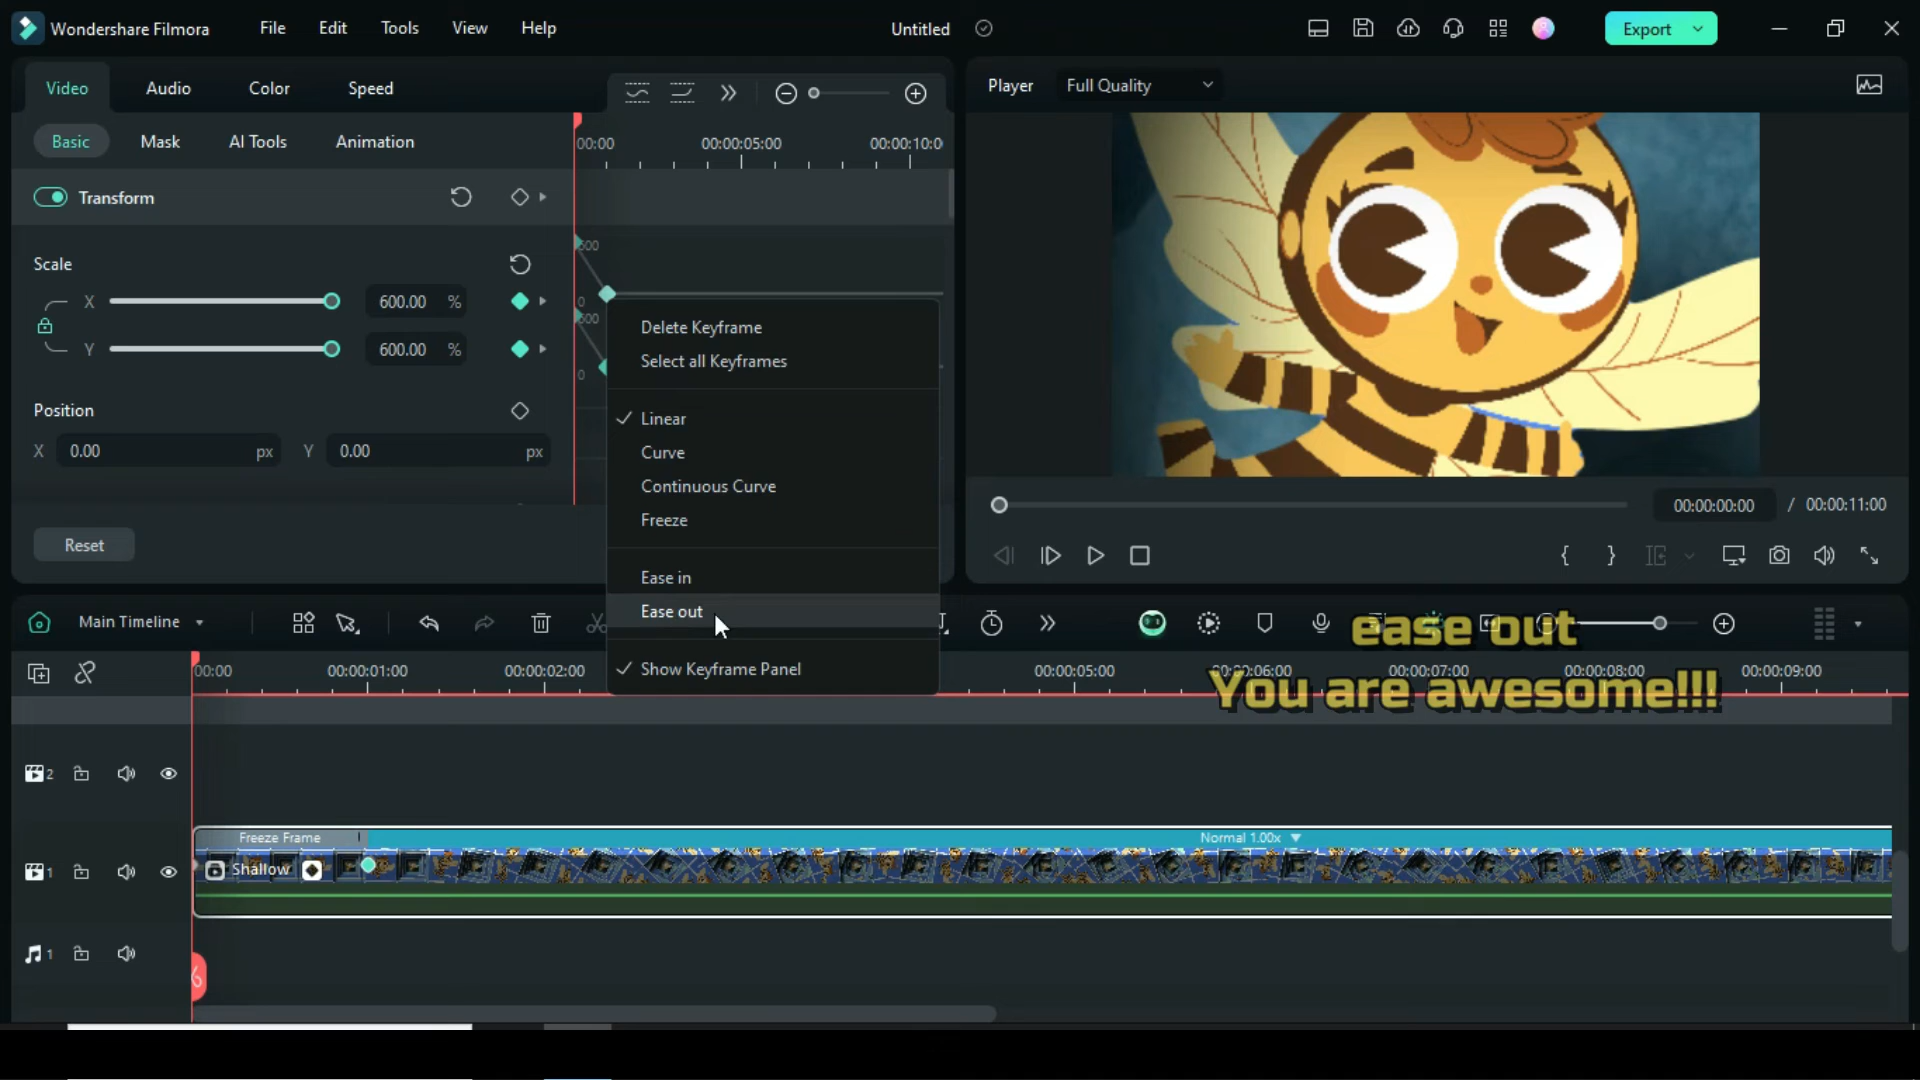 Wondershare Filmora
File
Edit
Tools
View
Help
Untitled
Export
Video
Audio
Color
Speed
Player
Full Quality
Basic
Mask
AI Tools
Animation
00:00
00:00:05:00
00:00:10:0
Transform
Scale
X
600.00
%
Y
600.00
%
Position
X
0.00
px
Y
0.00
px
Reset
0
0
Delete Keyframe
Select all Keyframes
Linear
Curve
Continuous Curve
Freeze
Ease in
Ease out
Show Keyframe Panel
00:00:00:00
/
00:00:11:00
Main Timeline
ease out
You are awesome!!!
00:00
00:00:01:00
00:00:02:00
00:00:05:00
00:00:06:00
00:00:07:00
00:00:08:00
00:00:09:00
2
Freeze Frame
Normal 1.00x
1
Shallow
1